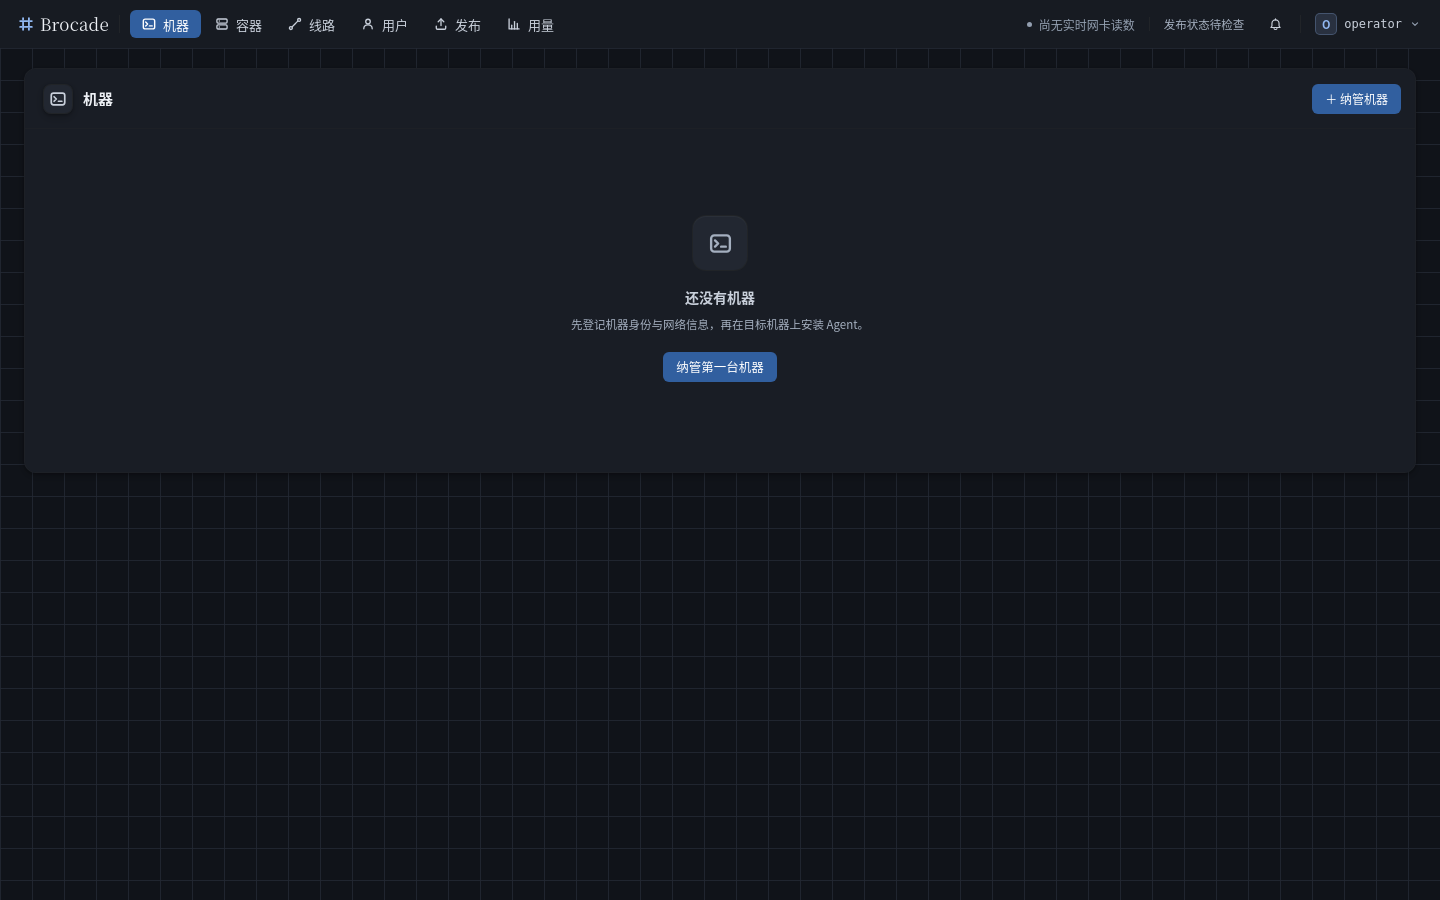 Brocade
机器
容器
线路
用户
发布
用量
尚无实时网卡读数
发布状态待检查
O
operator
机器
纳管机器
还没有机器
先登记机器身份与网络信息，再在目标机器上安装 Agent。
纳管第一台机器